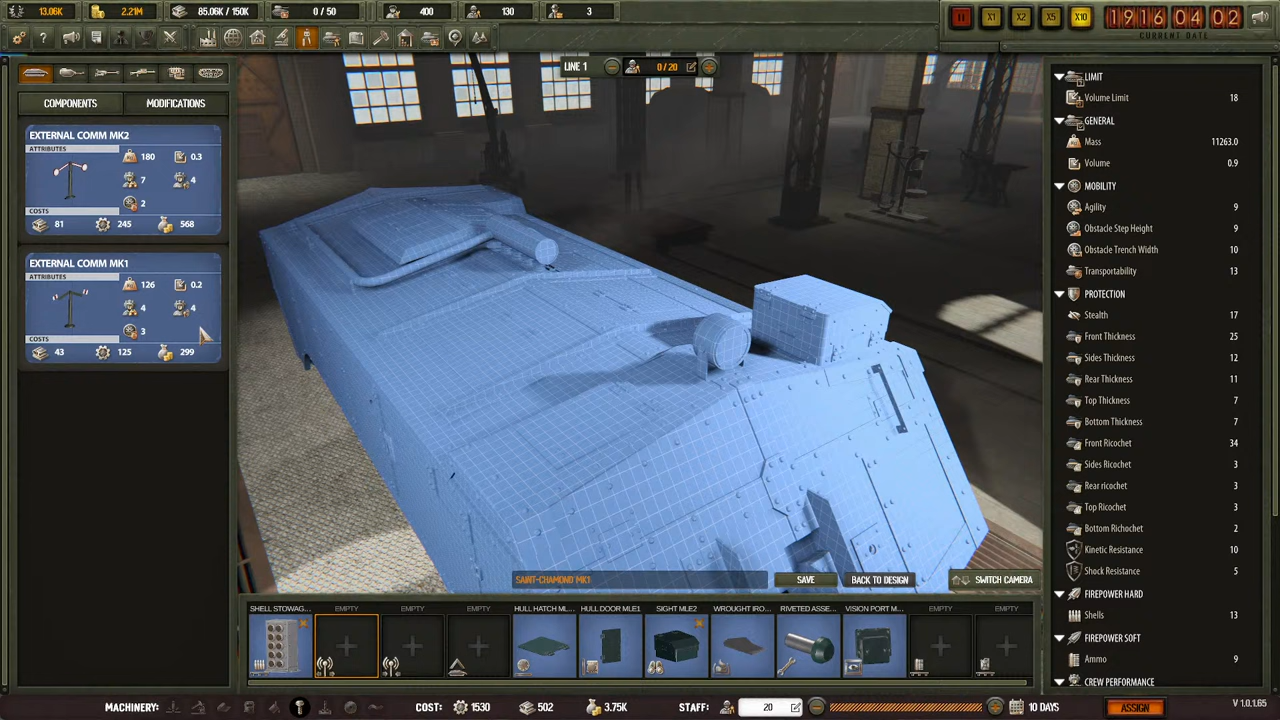 13.06K
2.21M
85.06K / 150K
0 / 50
400
130
3
X1
X2
X5
X10
1916 04 02
CURRENT DATE
LINE 1
0/20
COMPONENTS
MODIFICATIONS
EXTERNAL COMM MK2
ATTRIBUTES
180
0.3
7
4
2
COSTS
81
245
568
EXTERNAL COMM MK1
ATTRIBUTES
126
0.2
4
4
3
COSTS
43
125
299
LIMIT
Volume Limit 18
GENERAL
Mass 11263.0
Volume 0.9
MOBILITY
Agility 9
Obstacle Step Height 9
Obstacle Trench Width 10
Transportability 13
PROTECTION
Stealth 17
Front Thickness 25
Sides Thickness 12
Rear Thickness 11
Top Thickness 7
Bottom Thickness 7
Front Ricochet 34
Sides Ricochet 3
Rear ricochet 3
Top Ricochet 3
Bottom Richochet 2
Kinetic Resistance 10
Shock Resistance 5
FIREPOWER HARD
Shells 13
FIREPOWER SOFT
Ammo 9
CREW PERFORMANCE
SAINT-CHAMOND MK1
SAVE
BACK TO DESIGN
SWITCH CAMERA
SHELL STOWAG...
EMPTY
EMPTY
EMPTY
HULL HATCH ML...
HULL DOOR MLE1
SIGHT MLE2
WROUGHT IRO...
RIVETED ASSE...
VISION PORT M...
EMPTY
EMPTY
MACHINERY:
COST: 1530 502 3.75K
STAFF: 20
10 DAYS
ASSIGN
V 1.0.1.65